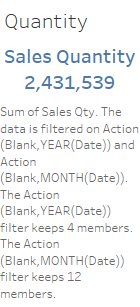 Quantity
Sales Quantity
2,431,539
Sum of Sales Qty. The
data is filtered on Action
(Blank,YEAR(Date)) and
Action
(Blank,MONTH(Date)).
The Action
(Blank,YEAR(Date))
filter keeps 4 members.
The Action
(Blank,MONTH(Date))
filter keeps 12
members.